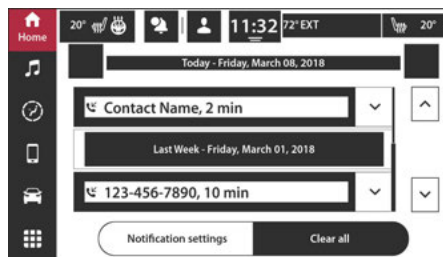 20°
11:32
72° EXT
20°
Home
Today - Friday, March 08, 2018
Contact Name, 2 min
Last Week - Friday, March 01, 2018
123-456-7890, 10 min
Notification settings
Clear all